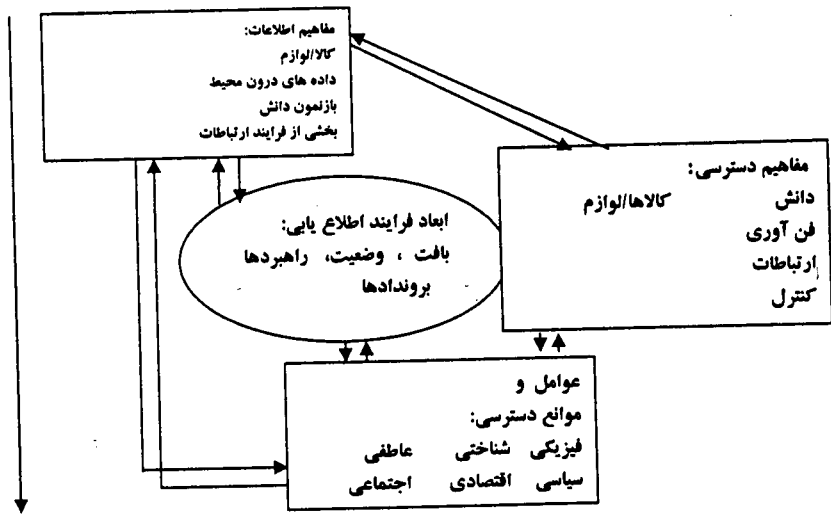 مفاهیم اطلاعات:
کالا/لوازم
داده های درون محیط
بازنمون دانش
بخشی از فرایند ارتباطات
مفاهیم دسترسی:
دانش کالاها/لوازم
فن آوری
ارتباطات
کنترل
ابعاد فرایند اطلاع یابی:
بافت ، وضعیت، راهبردها
بروندادها
عوامل و
موانع دسترسی:
فیزیکی شناختی عاطفی
سیاسی اقتصادی اجتماعی